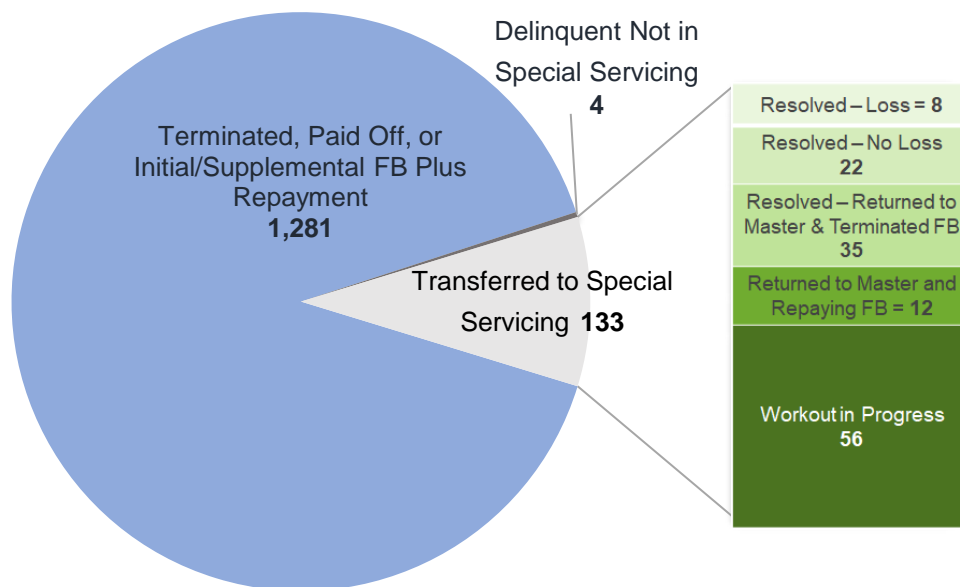 Delinquent Not in
Special Servicing
4
Terminated, Paid Off, or
Initial/Supplemental FB Plus
Repayment
1,281
Transferred to Special
Servicing 133
Resolved – Loss = 8
Resolved – No Loss
22
Resolved – Returned to
Master & Terminated FB
35
Returned to Master and
Repaying FB = 12
Workout in Progress
56